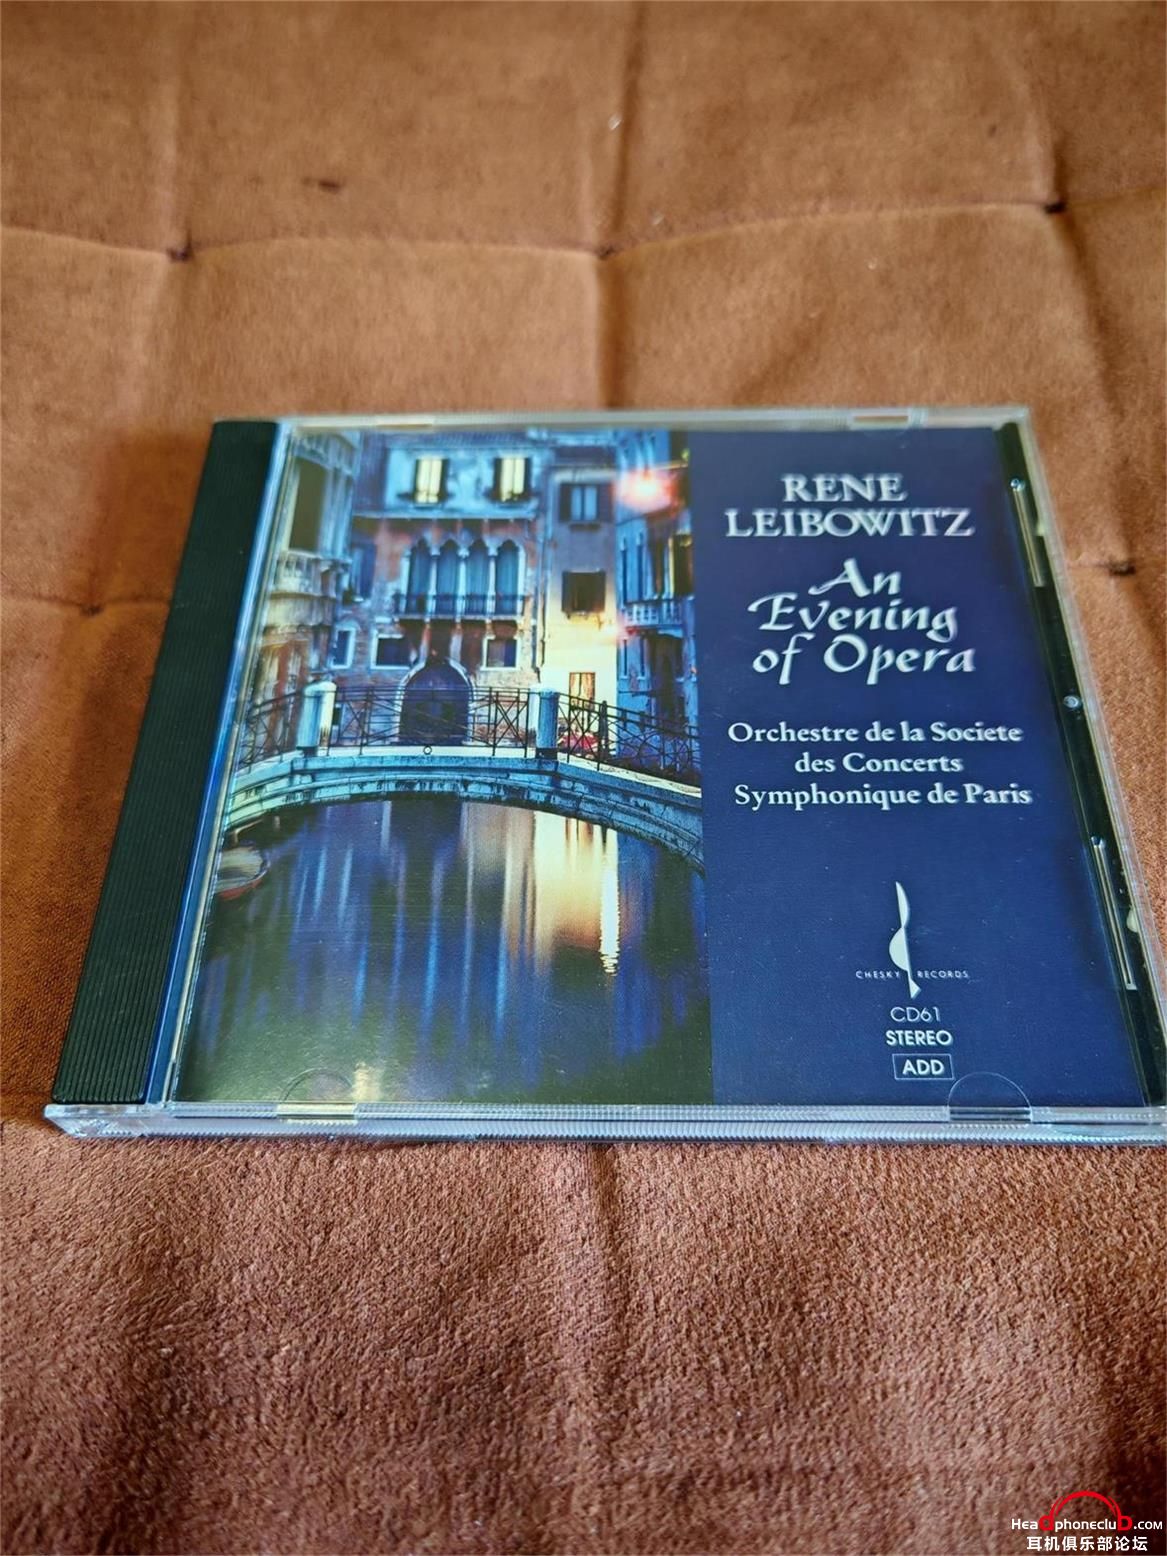 RENE
LEIBOWITZ
An
Evening
of Opera
Orchestre de la Societe
des Concerts
Symphonique de Paris
CHESKY RECORDS
CD61
STEREO
ADD
HeadphoneclubD.com
耳机俱乐部论坛